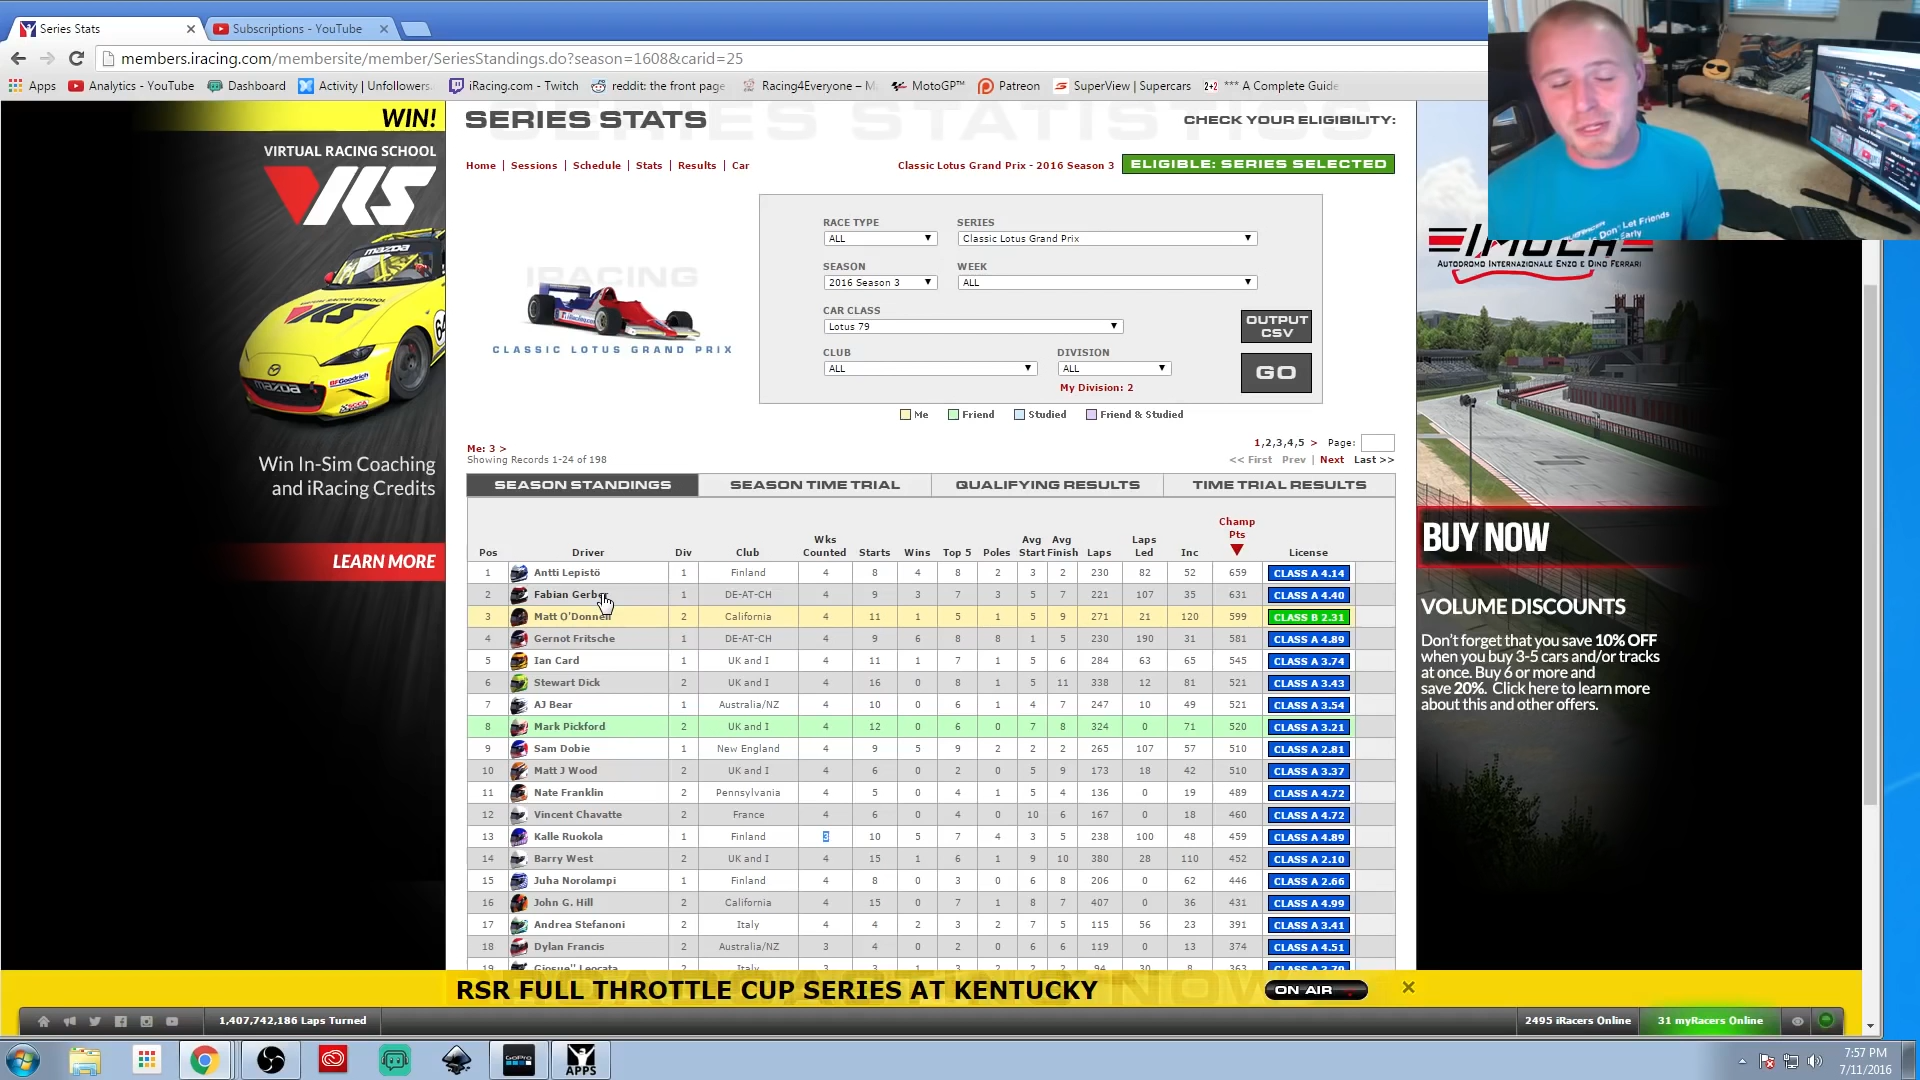 Series Stats
Subscriptions - YouTube
members.iracing.com/membersite/member/SeriesStandings.do?season=1608&carid=25
Apps Analytics - YouTube Dashboard Activity | Unfollowers. iRacing.com - Twitch reddit: the front page Racing4Everyone - M MotoGP™ Patreon SuperView | Supercars *** A Complete Guide
WIN!
VIRTUAL RACING SCHOOL
VRS
Win In-Sim Coaching
and iRacing Credits
LEARN MORE
SERIES STATS
CHECK YOUR ELIGIBILITY:
Home | Sessions | Schedule | Stats | Results | Car
Classic Lotus Grand Prix - 2016 Season 3 ELIGIBLE: SERIES SELECTED
IRACING
CLASSIC LOTUS GRAND PRIX
RACE TYPE SERIES
ALL Classic Lotus Grand Prix
SEASON WEEK
2016 Season 3 ALL
CAR CLASS
Lotus 79
CLUB DIVISION
ALL ALL
My Division: 2
OUTPUT
CSV
GO
Me Friend Studied Friend & Studied
Me: 3 >
Showing Records 1-24 of 198
1,2,3,4,5 > Page:
<< First Prev | Next Last >>
SEASON STANDINGS SEASON TIME TRIAL QUALIFYING RESULTS TIME TRIAL RESULTS
Pos Driver Div Club Wks Counted Starts Wins Top 5 Poles Avg Start Avg Finish Laps Laps Led Inc Champ Pts License
1 Antti Lepistö 1 Finland 4 8 4 8 2 3 2 230 82 52 659 CLASS A 4.14
2 Fabian Gerber 1 DE-AT-CH 4 9 3 7 3 5 7 221 107 35 631 CLASS A 4.40
3 Matt O'Donnell 2 California 4 11 1 5 1 5 9 271 21 120 599 CLASS B 2.31
4 Gernot Fritsche 1 DE-AT-CH 4 9 6 8 8 1 5 230 190 31 581 CLASS A 4.89
5 Ian Card 1 UK and I 4 11 1 7 1 5 6 284 63 65 545 CLASS A 3.74
6 Stewart Dick 2 UK and I 4 16 0 8 1 5 11 338 12 81 521 CLASS A 3.43
7 AJ Bear 1 Australia/NZ 4 10 0 6 1 4 7 247 10 49 521 CLASS A 3.54
8 Mark Pickford 2 UK and I 4 12 0 6 0 7 8 324 0 71 520 CLASS A 3.21
9 Sam Dobie 1 New England 4 9 5 9 2 2 2 265 107 57 510 CLASS A 2.81
10 Matt J Wood 2 UK and I 4 6 0 2 0 5 9 173 18 42 510 CLASS A 3.37
11 Nate Franklin 2 Pennsylvania 4 5 0 4 1 5 4 136 0 19 489 CLASS A 4.72
12 Vincent Chavatte 2 France 4 6 0 4 0 10 6 167 0 18 460 CLASS A 4.72
13 Kalle Ruokola 1 Finland 3 10 5 7 4 3 5 238 100 48 459 CLASS A 4.89
14 Barry West 2 UK and I 4 15 1 6 1 9 10 380 28 110 452 CLASS A 2.10
15 Juha Norolampi 1 Finland 4 8 0 3 0 6 8 206 0 62 446 CLASS A 2.66
16 John G. Hill 2 California 4 15 0 7 1 8 7 407 0 36 431 CLASS A 4.99
17 Andrea Stefanoni 2 Italy 4 4 2 3 2 7 5 115 56 23 391 CLASS A 3.41
18 Dylan Francis 2 Australia/NZ 3 4 0 2 0 6 6 119 0 13 374 CLASS A 4.51
19 Giosue" Leocata 2 Italy 3 3 1 3 2 2 2 94 30 8 363 CLASS A 3.70
Don't Let Friends
Early
IMOLA
AUTODROMO INTERNAZIONALE ENZO E DINO FERRARI
BUY NOW
VOLUME DISCOUNTS
Don't forget that you save 10% OFF
when you buy 3-5 cars and/or tracks
at once. Buy 6 or more and
save 20%. Click here to learn more
about this and other offers.
RSR FULL THROTTLE CUP SERIES AT KENTUCKY ON AIR
1,407,742,186 Laps Turned
2495 iRacers Online 31 myRacers Online
GoPro
APPS
7:57 PM
7/11/2016